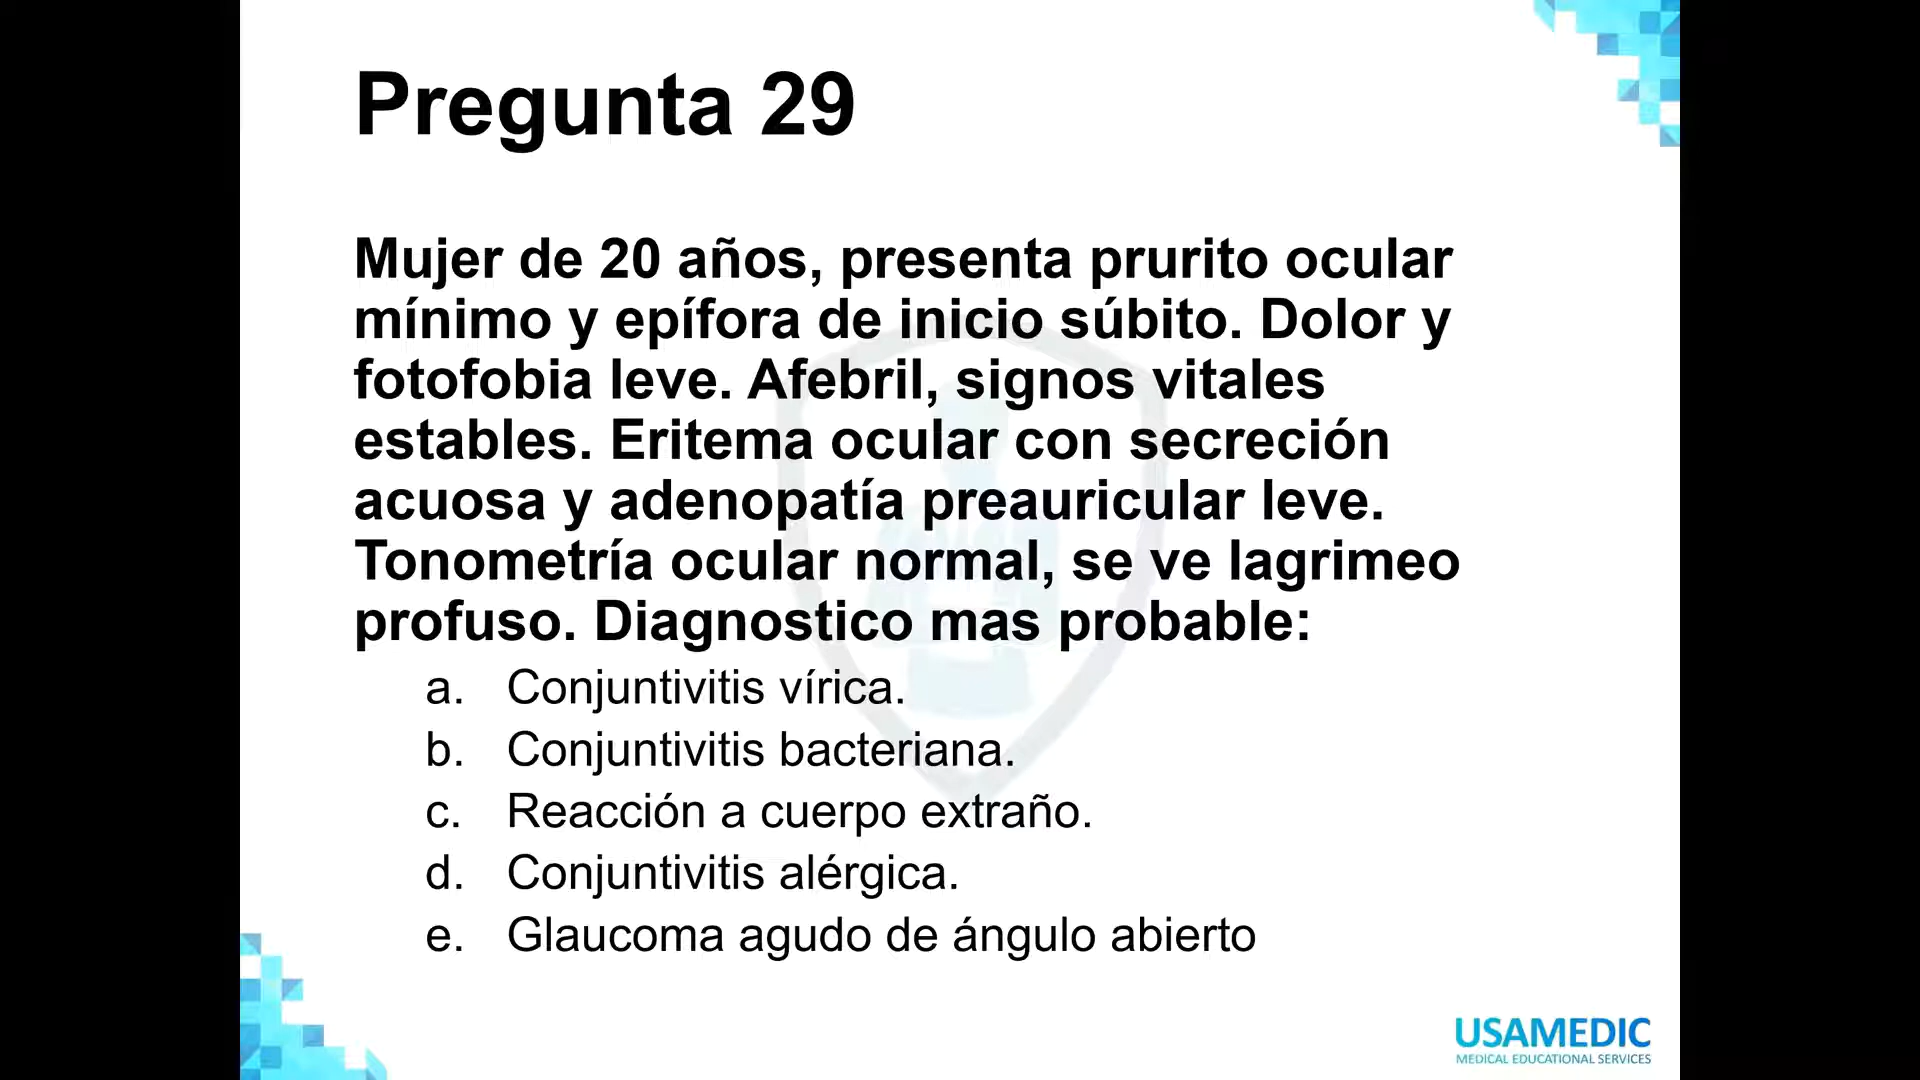 Pregunta 29
Mujer de 20 años, presenta prurito ocular
mínimo y epífora de inicio súbito. Dolor y
fotofobia leve. Afebril, signos vitales
estables. Eritema ocular con secreción
acuosa y adenopatía preauricular leve.
Tonometría ocular normal, se ve lagrimeo
profuso. Diagnostico mas probable:
a. Conjuntivitis vírica.
b. Conjuntivitis bacteriana.
c. Reacción a cuerpo extraño.
d. Conjuntivitis alérgica.
e. Glaucoma agudo de ángulo abierto
USAMEDIC
MEDICAL EDUCATIONAL SERVICES